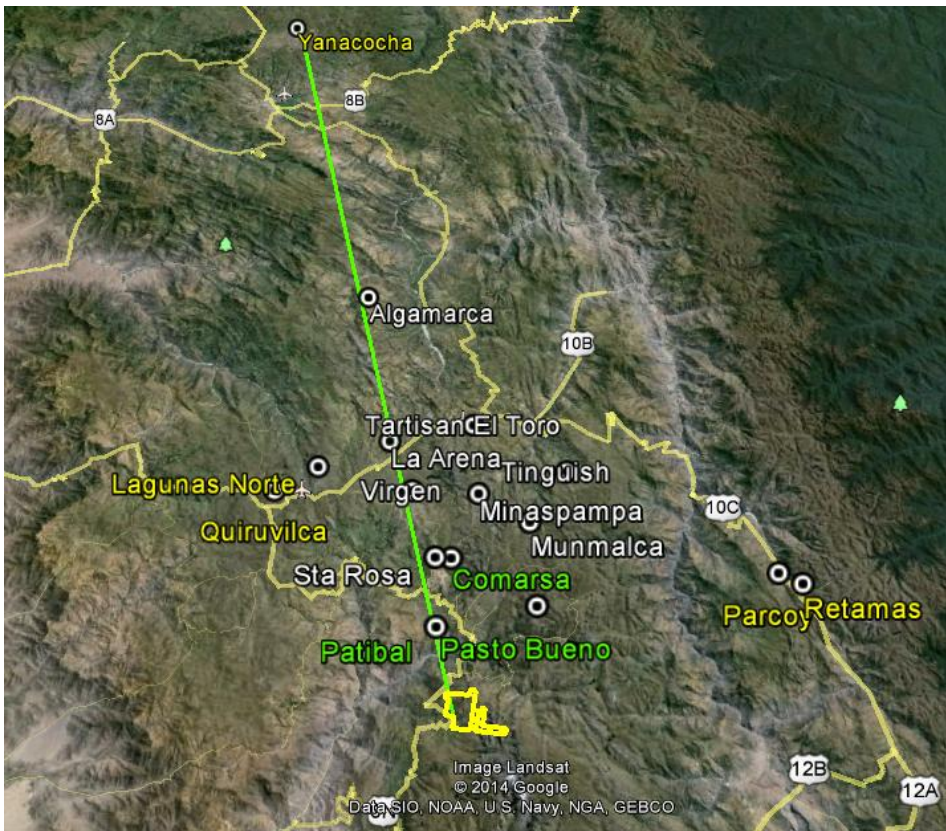 Yanacocha
8B
8A
Algamarca
10B
Tartisan El Toro
La Arena
Tinguish
Lagunas Norte
Virgen
Minaspampa
10C
Quiruvilca
Munmalca
Sta Rosa
Comarsa
Parcoy
Retamas
Patibal
Pasto Bueno
Image Landsat
© 2014 Google
Data SIO, NOAA, U.S. Navy, NGA, GEBCO
12B
12A